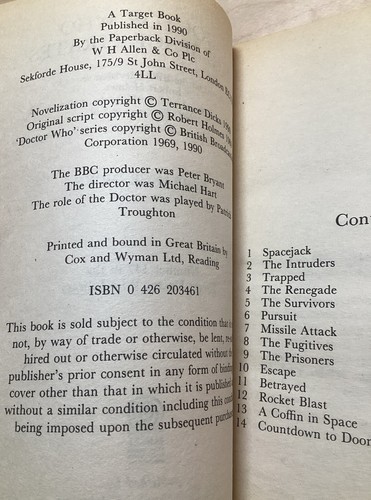 A Target Book
Published in 1990
By the Paperback Division of
W H Allen & Co Plc
Sekforde House, 175/9 St John Street, London
4LL
Novelization copyright © Terrance Dicks
Original script copyright © Robert Holmes
'Doctor Who' series copyright © British
Corporation 1969, 1990
The BBC producer was Peter Bryant
The director was Michael Hart
The role of the Doctor was played by
Troughton
Printed and bound in Great Britain by
Cox and Wyman Ltd, Reading
ISBN 0 426 203461
This book is sold subject to the condition that
not, by way of trade or otherwise, be lent,
hired out or otherwise circulated without
publisher's prior consent in any form of
cover other than that in which it is published
without a similar condition including this
being imposed upon the subsequent
1 Spacejack
2 The Intruders
3 Trapped
4 The Renegade
5 The Survivors
6 Pursuit
7 Missile Attack
8 The Fugitives
9 The Prisoners
10 Escape
11 Betrayed
12 Rocket Blast
13 A Coffin in Space
14 Countdown to